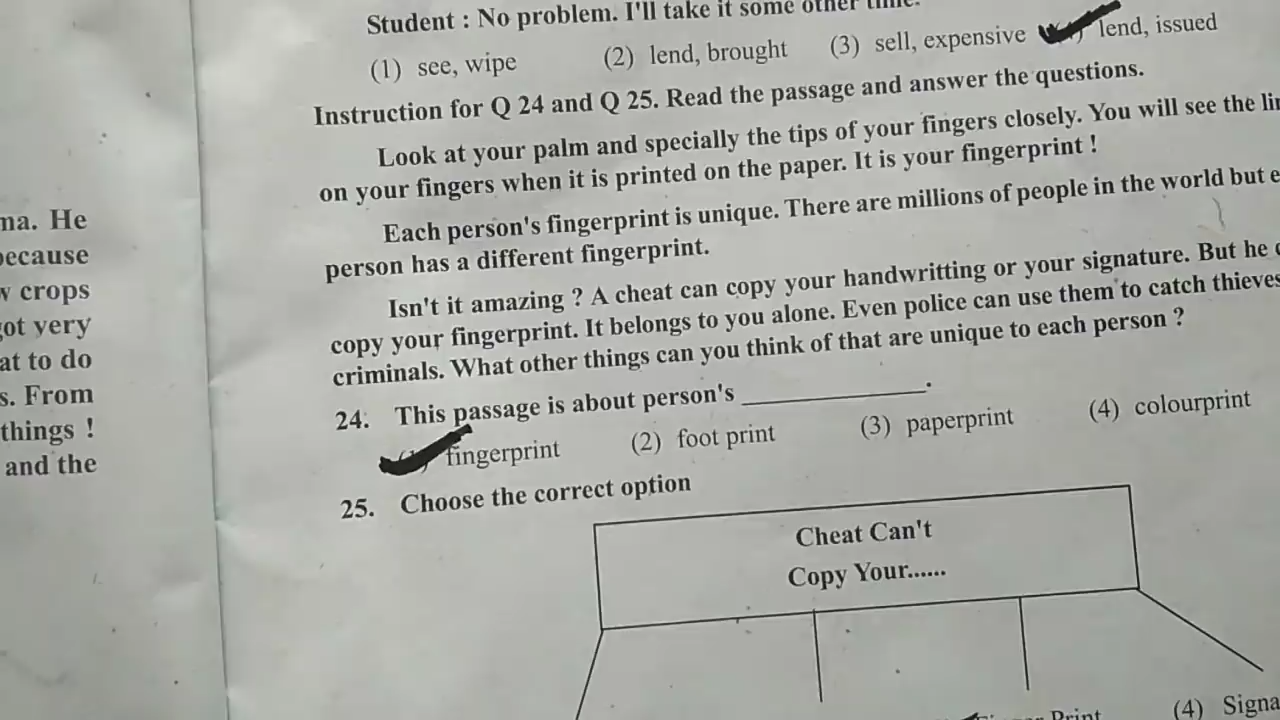 Student : No problem. I'll take it some other time.
(1) see, wipe (2) lend, brought (3) sell, expensive lend, issued
Instruction for Q 24 and Q 25. Read the passage and answer the questions.
Look at your palm and specially the tips of your fingers closely. You will see the
on your fingers when it is printed on the paper. It is your fingerprint !
Each person's fingerprint is unique. There are millions of people in the world but
person has a different fingerprint.
Isn't it amazing ? A cheat can copy your handwritting or your signature. But he
copy your fingerprint. It belongs to you alone. Even police can use them to catch thieves
criminals. What other things can you think of that are unique to each person ?
24. This passage is about person's ____________.
fingerprint (2) foot print (3) paperprint (4) colourprint
25. Choose the correct option
Cheat Can't
Copy Your......
Print (4)
na. He
crops
very
at to do
s. From
things !
and the